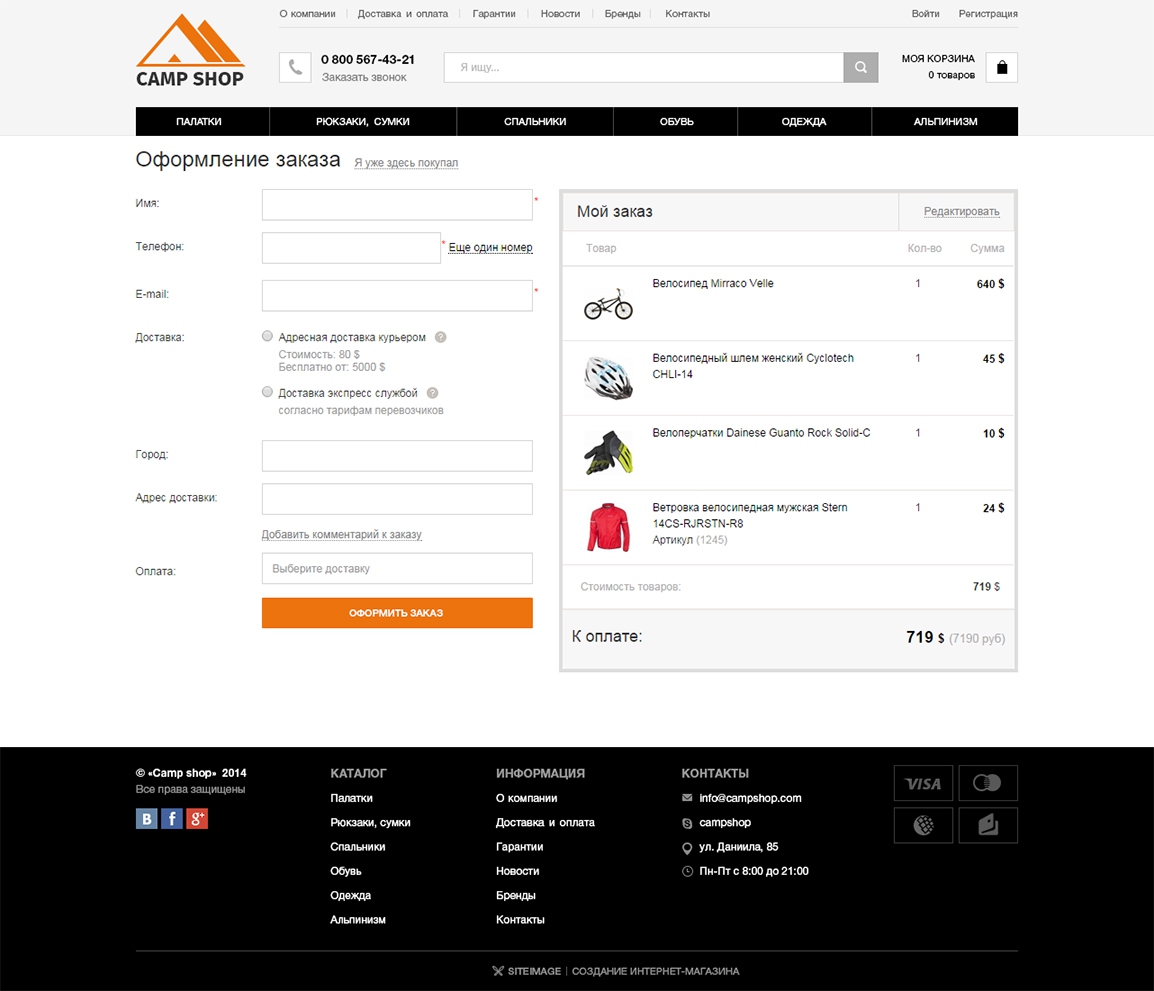 О компании
Доставка и оплата
Гарантии
Новости
Бренды
Контакты
Войти
Регистрация
CAMP SHOP
0 800 567-43-21
Заказать звонок
Я ищу...
МОЯ КОРЗИНА
0 товаров
ПАЛАТКИ
РЮКЗАКИ, СУМКИ
СПАЛЬНИКИ
ОБУВЬ
ОДЕЖДА
АЛЬПИНИЗМ
Оформление заказа
Я уже здесь покупал
Имя:
*
Телефон:
*
Еще один номер
E-mail:
*
Доставка:
Адресная доставка курьером
?
Стоимость: 80 $
Бесплатно от: 5000 $
Доставка экспресс службой
?
согласно тарифам перевозчиков
Город:
Адрес доставки:
Добавить комментарий к заказу
Оплата:
Выберите доставку
ОФОРМИТЬ ЗАКАЗ
Мой заказ
Редактировать
Товар
Кол-во
Сумма
Велосипед Mirraco Velle
1
640 $
Велосипедный шлем женский Cyclotech
CHLI-14
1
45 $
Велоперчатки Dainese Guanto Rock Solid-C
1
10 $
Ветровка велосипедная мужская Stern
14CS-RJRSTN-R8
Артикул (1245)
1
24 $
Стоимость товаров:
719 $
К оплате:
719 $ (7190 руб)
© «Camp shop» 2014
Все права защищены
B
f
g+
КАТАЛОГ
Палатки
Рюкзаки, сумки
Спальники
Обувь
Одежда
Альпинизм
ИНФОРМАЦИЯ
О компании
Доставка и оплата
Гарантии
Новости
Бренды
Контакты
КОНТАКТЫ
info@campshop.com
campshop
ул. Даниила, 85
Пн-Пт с 8:00 до 21:00
VISA
SITEIMAGE | СОЗДАНИЕ ИНТЕРНЕТ-МАГАЗИНА